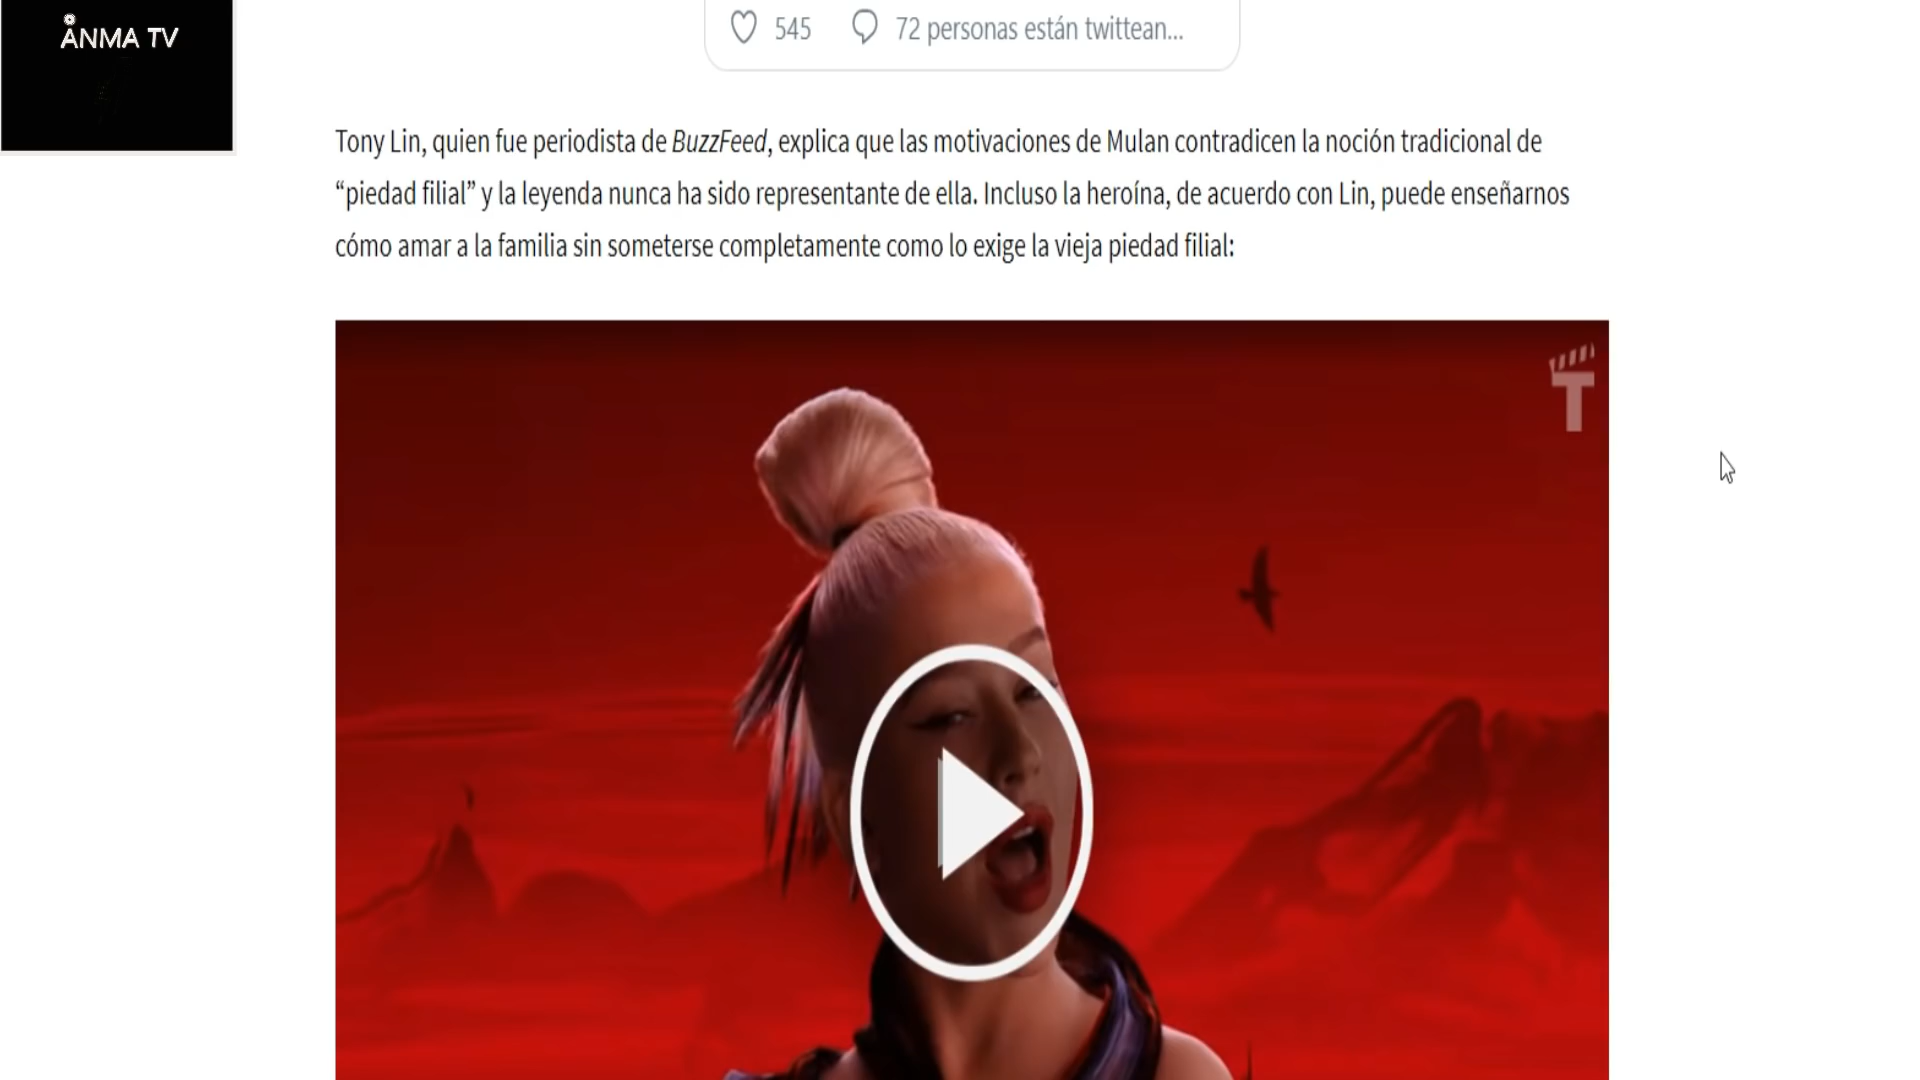 ANMA TV
545 72 personas están twittean...
Tony Lin, quien fue periodista de BuzzFeed, explica que las motivaciones de Mulan contradicen la noción tradicional de
“piedad filial” y la leyenda nunca ha sido representante de ella. Incluso la heroína, de acuerdo con Lin, puede enseñarnos
cómo amar a la familia sin someterse completamente como lo exige la vieja piedad filial:
T